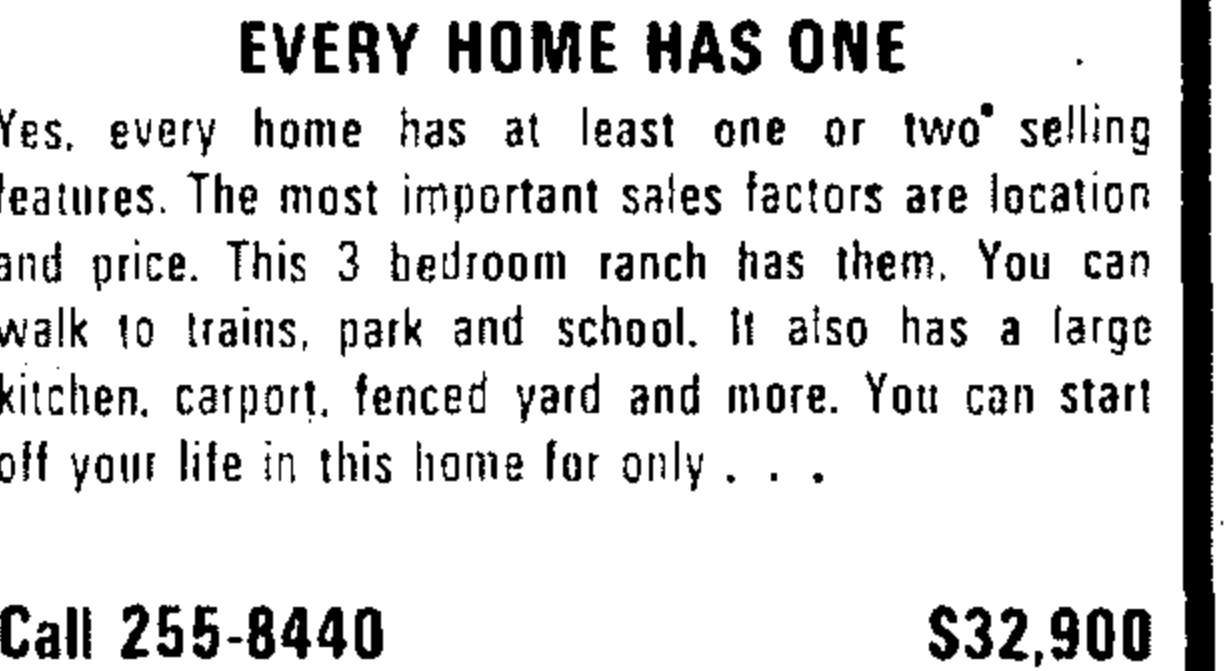 EVERY HOME HAS ONE
Yes, every home has at least one or two selling
features. The most important sales factors are location
and price. This 3 bedroom ranch has them. You can
walk to trains, park and school. It also has a large
kitchen, carport, fenced yard and more. You can start
off your life in this home for only . . .
Call 255-8440 $32,900